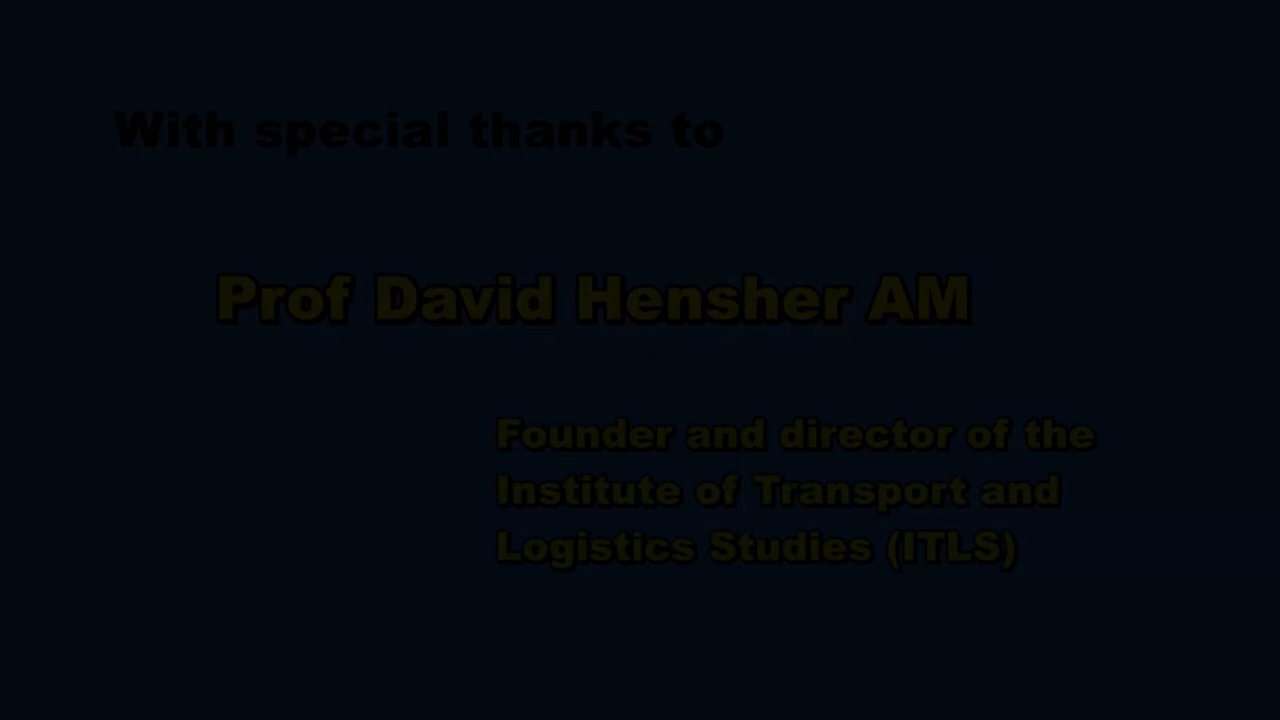 With special thanks to
Prof David Hensher AM
Founder and director of the
Institute of Transport and
Logistics Studies (ITLS)